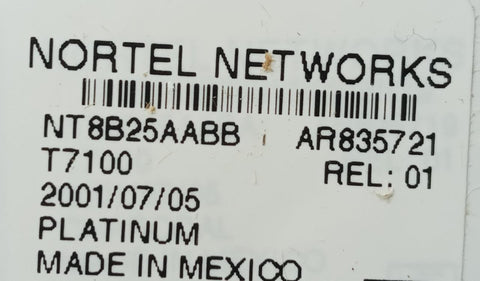 NORTEL NETWORKS
NT8B25AABB AR835721
T7100 REL: 01
2001/07/05
PLATINUM
MADE IN MEXICO